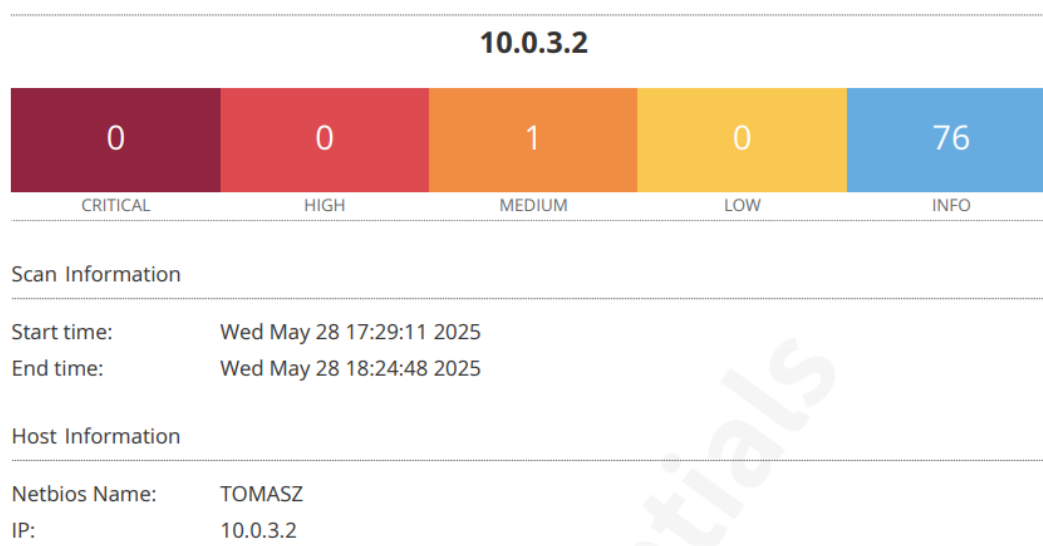 10.0.3.2
0 0 1 0 76
CRITICAL HIGH MEDIUM LOW INFO
Scan Information
Start time: Wed May 28 17:29:11 2025
End time: Wed May 28 18:24:48 2025
Host Information
Netbios Name: TOMASZ
IP: 10.0.3.2
tials